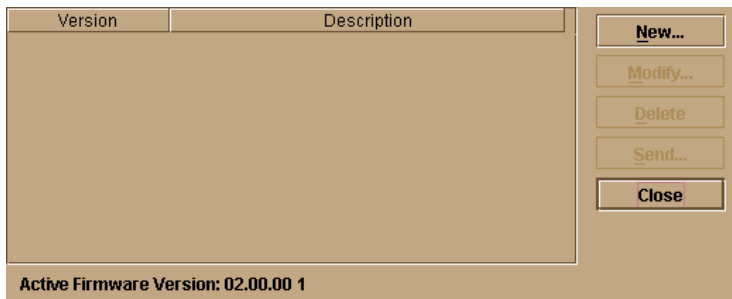 Version Description
New...
Modify...
Delete
Send...
Close
Active Firmware Version: 02.00.00 1